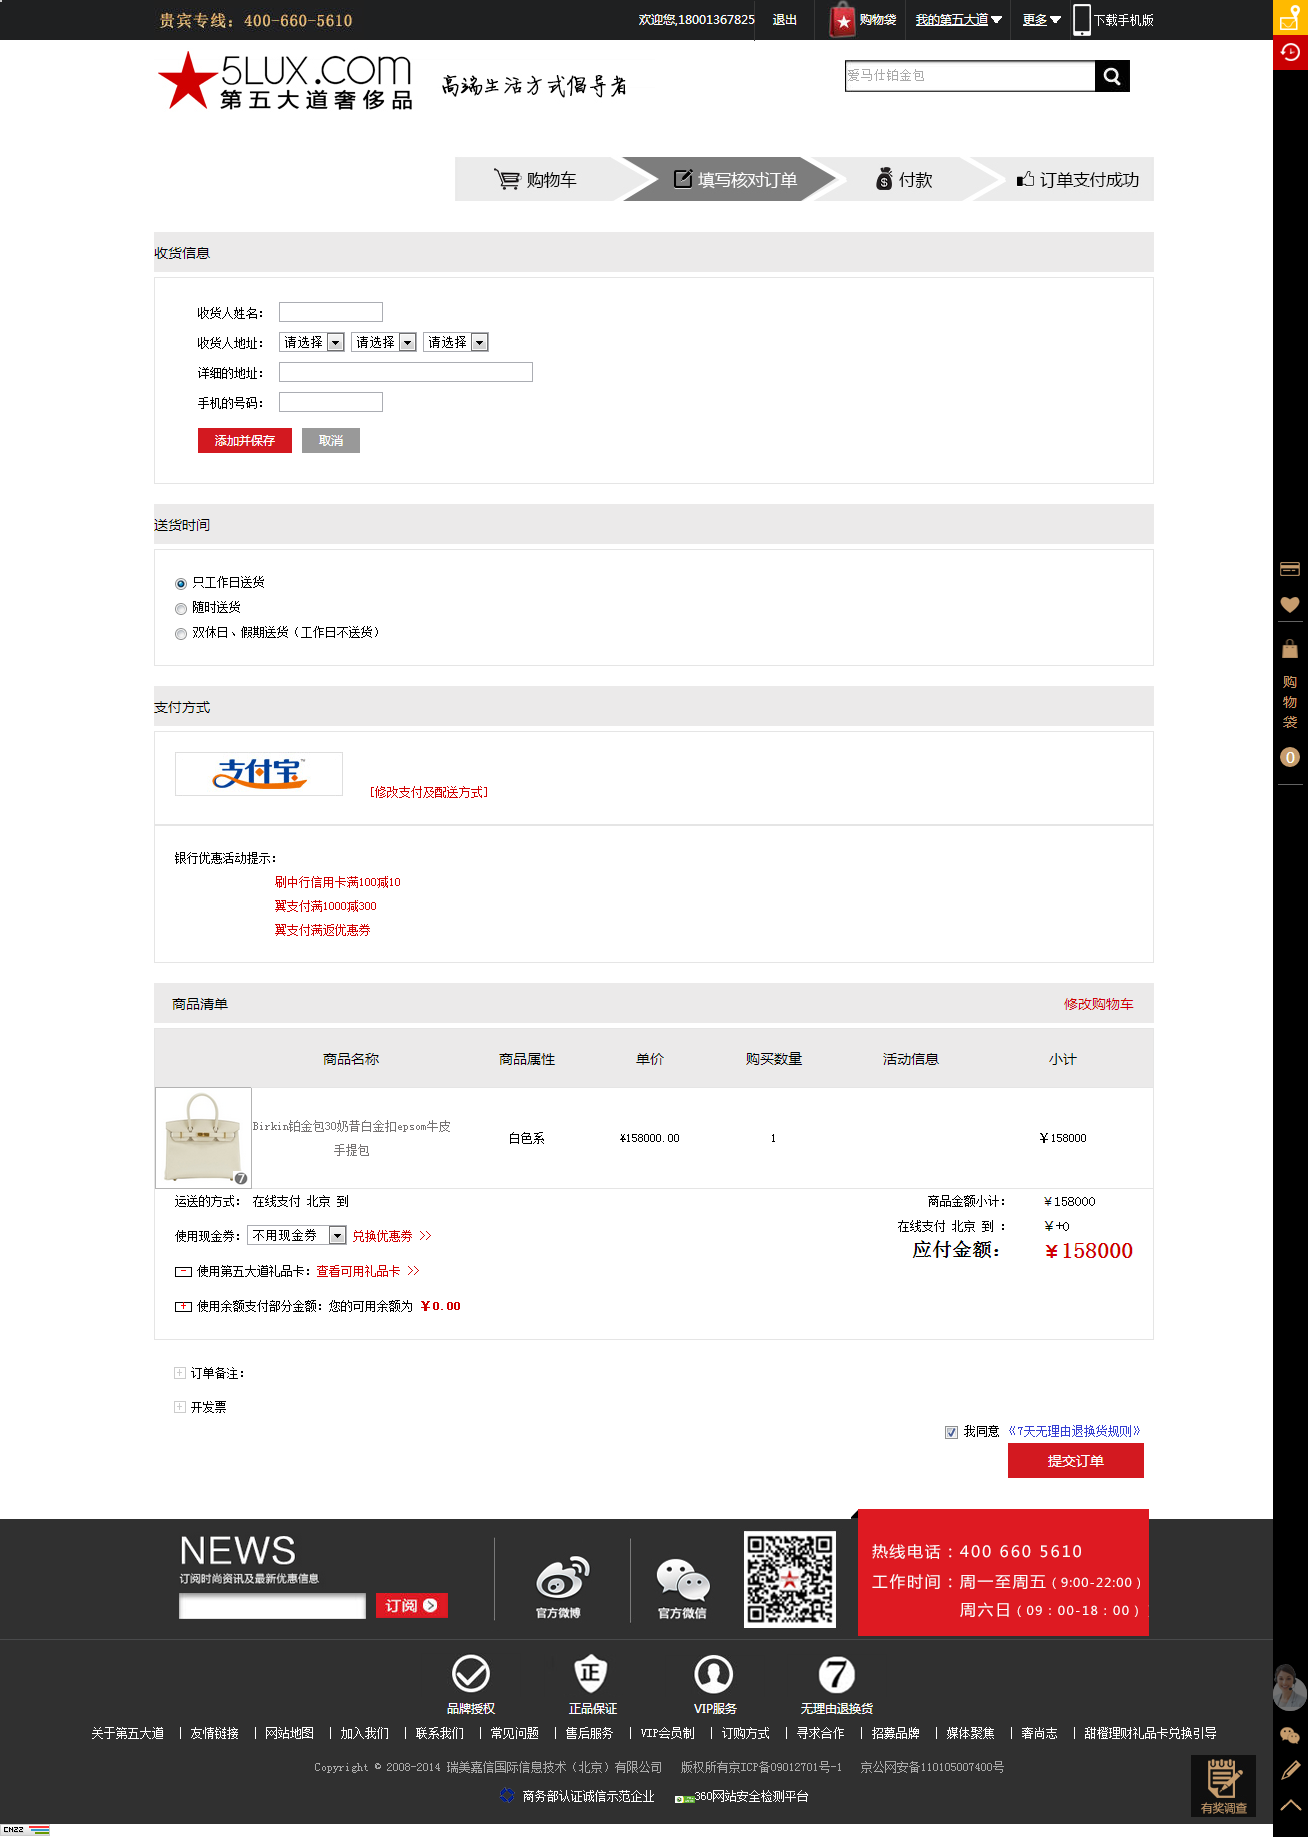 贵宾专线：400-660-5610
欢迎您,18001367825 退出 购物袋 我的第五大道 更多 下载手机版
5LUX.COM
第五大道奢侈品
高端生活方式倡导者
爱马仕铂金包
购物车 填写核对订单 付款 订单支付成功
收货信息
收货人姓名：
收货人地址： 请选择 请选择 请选择
详细的地址：
手机的号码：
添加并保存 取消
送货时间
只工作日送货
随时送货
双休日、假期送货（工作日不送货）
购物袋
0
支付方式
支付宝
[修改支付及配送方式]
银行优惠活动提示：
刷中行信用卡满100减10
翼支付满1000减300
翼支付满返优惠券
商品清单 修改购物车
商品名称 商品属性 单价 购买数量 活动信息 小计
Birkin铂金包30奶昔白金扣epsom牛皮
手提包
白色系 ¥158000.00 1 ￥158000
7
运送的方式： 在线支付 北京 到
商品金额小计： ￥158000
在线支付 北京 到 ： ￥+0
应付金额： ￥158000
使用现金券： 不用现金券 兑换优惠券 >>
使用第五大道礼品卡：查看可用礼品卡 >>
使用余额支付部分金额：您的可用余额为 ￥0.00
订单备注：
开发票
我同意 《7天无理由退换货规则》
提交订单
NEWS
订阅时尚资讯及最新优惠信息
订阅
官方微博 官方微信
热线电话：400 660 5610
工作时间：周一至周五（9:00-22:00）
周六日（09：00-18：00）
正 7
品牌授权 正品保证 VIP服务 无理由退换货
关于第五大道 | 友情链接 | 网站地图 | 加入我们 | 联系我们 | 常见问题 | 售后服务 | VIP会员制 | 订购方式 | 寻求合作 | 招募品牌 | 媒体聚焦 | 奢尚志 | 甜橙理财礼品卡兑换引导
Copyright © 2008-2014 瑞美嘉信国际信息技术（北京）有限公司 版权所有京ICP备09012701号-1 京公网安备110105007400号
商务部认证诚信示范企业 360网站安全检测平台
有奖调查
CNZZ